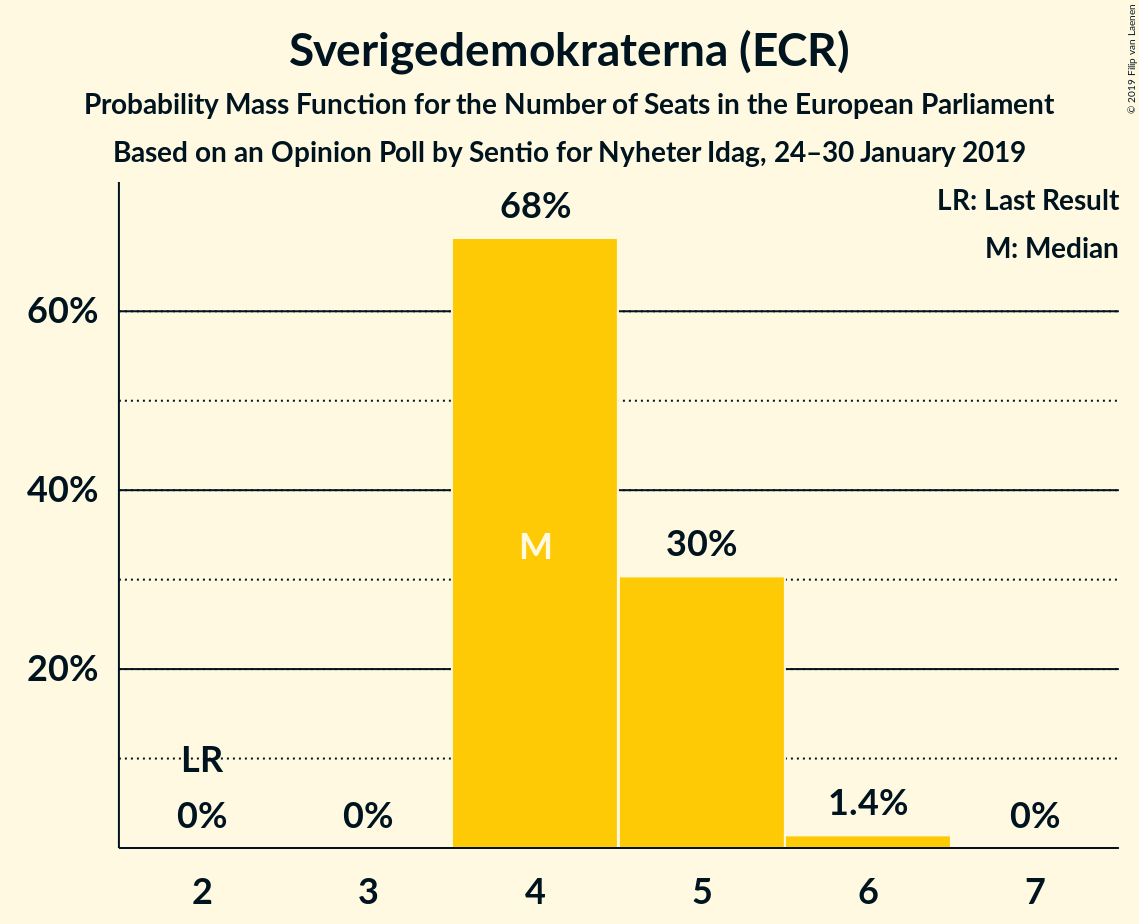 Sverigedemokraterna (ECR)
Probability Mass Function for the Number of Seats in the European Parliament
Based on an Opinion Poll by Sentio for Nyheter Idag, 24–30 January 2019
© 2019 Filip van Laenen
LR: Last Result
M: Median
68%
60%
40%
M
30%
20%
LR
0%
0%
1.4%
0%
2 3 4 5 6 7